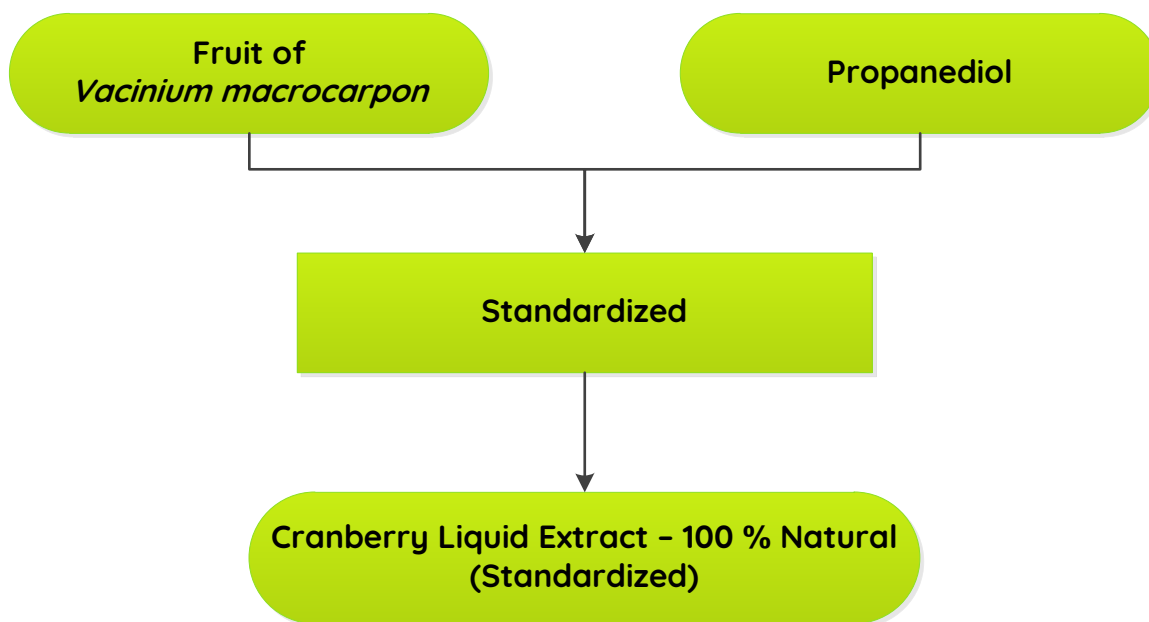 Fruit of
Vacinium macrocarpon
Propanediol
Standardized
Cranberry Liquid Extract – 100 % Natural
(Standardized)